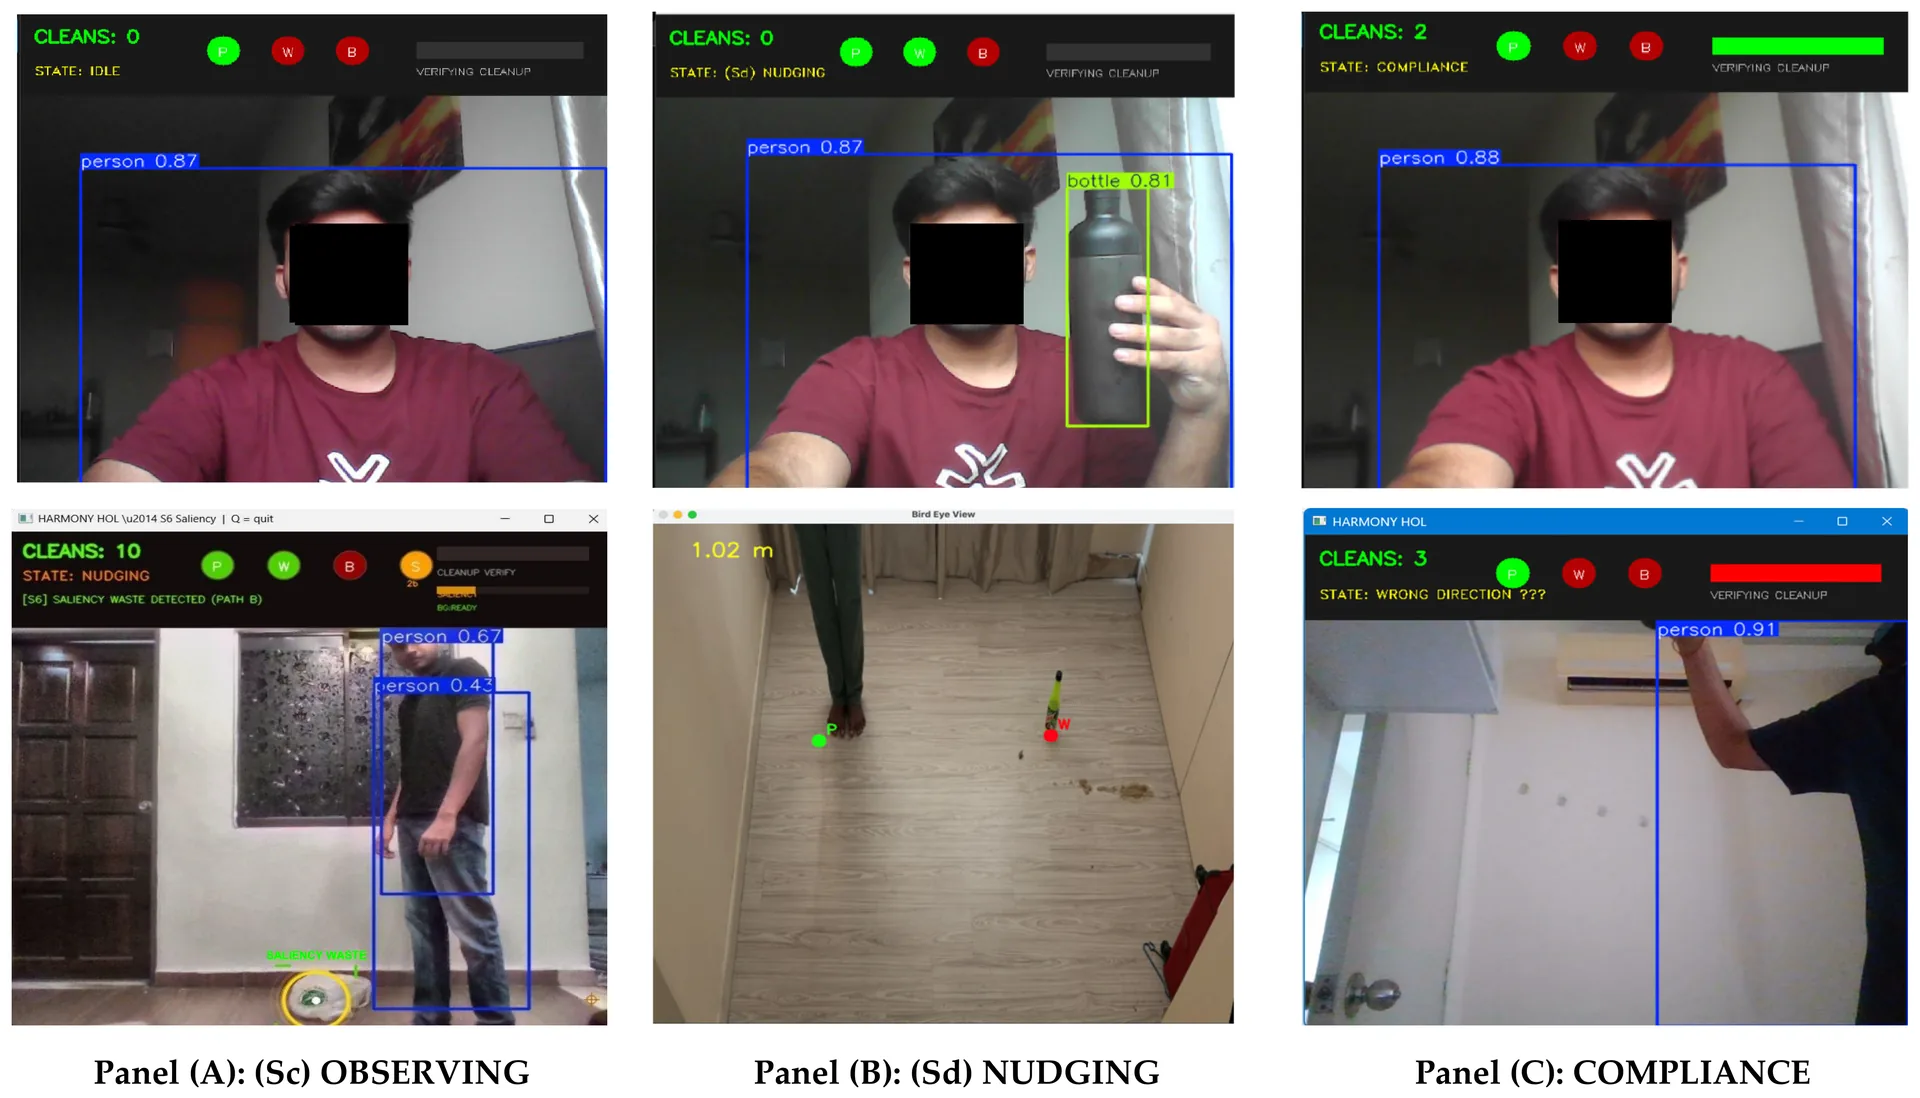 CLEANS: 0
P W B
STATE: IDLE
VERIFYING CLEANUP
person 0.87
CLEANS: 0
P W B
STATE: (Sd) NUDGING
VERIFYING CLEANUP
person 0.87
bottle 0.81
CLEANS: 2
P W B
STATE: COMPLIANCE
VERIFYING CLEANUP
person 0.88
HARMONY HOL \u2014 S6 Saliency | Q = quit
CLEANS: 10
P W B S
STATE: NUDGING
CLEANUP VERIFY
2b
SALIENCY
[S6] SALIENCY WASTE DETECTED (PATH B)
BG:READY
person 0.67
person 0.43
SALIENCY WASTE
Bird Eye View
1.02 m
P
W
HARMONY HOL
CLEANS: 3
P W B
STATE: WRONG DIRECTION ???
VERIFYING CLEANUP
person 0.91
Panel (A): (Sc) OBSERVING
Panel (B): (Sd) NUDGING
Panel (C): COMPLIANCE